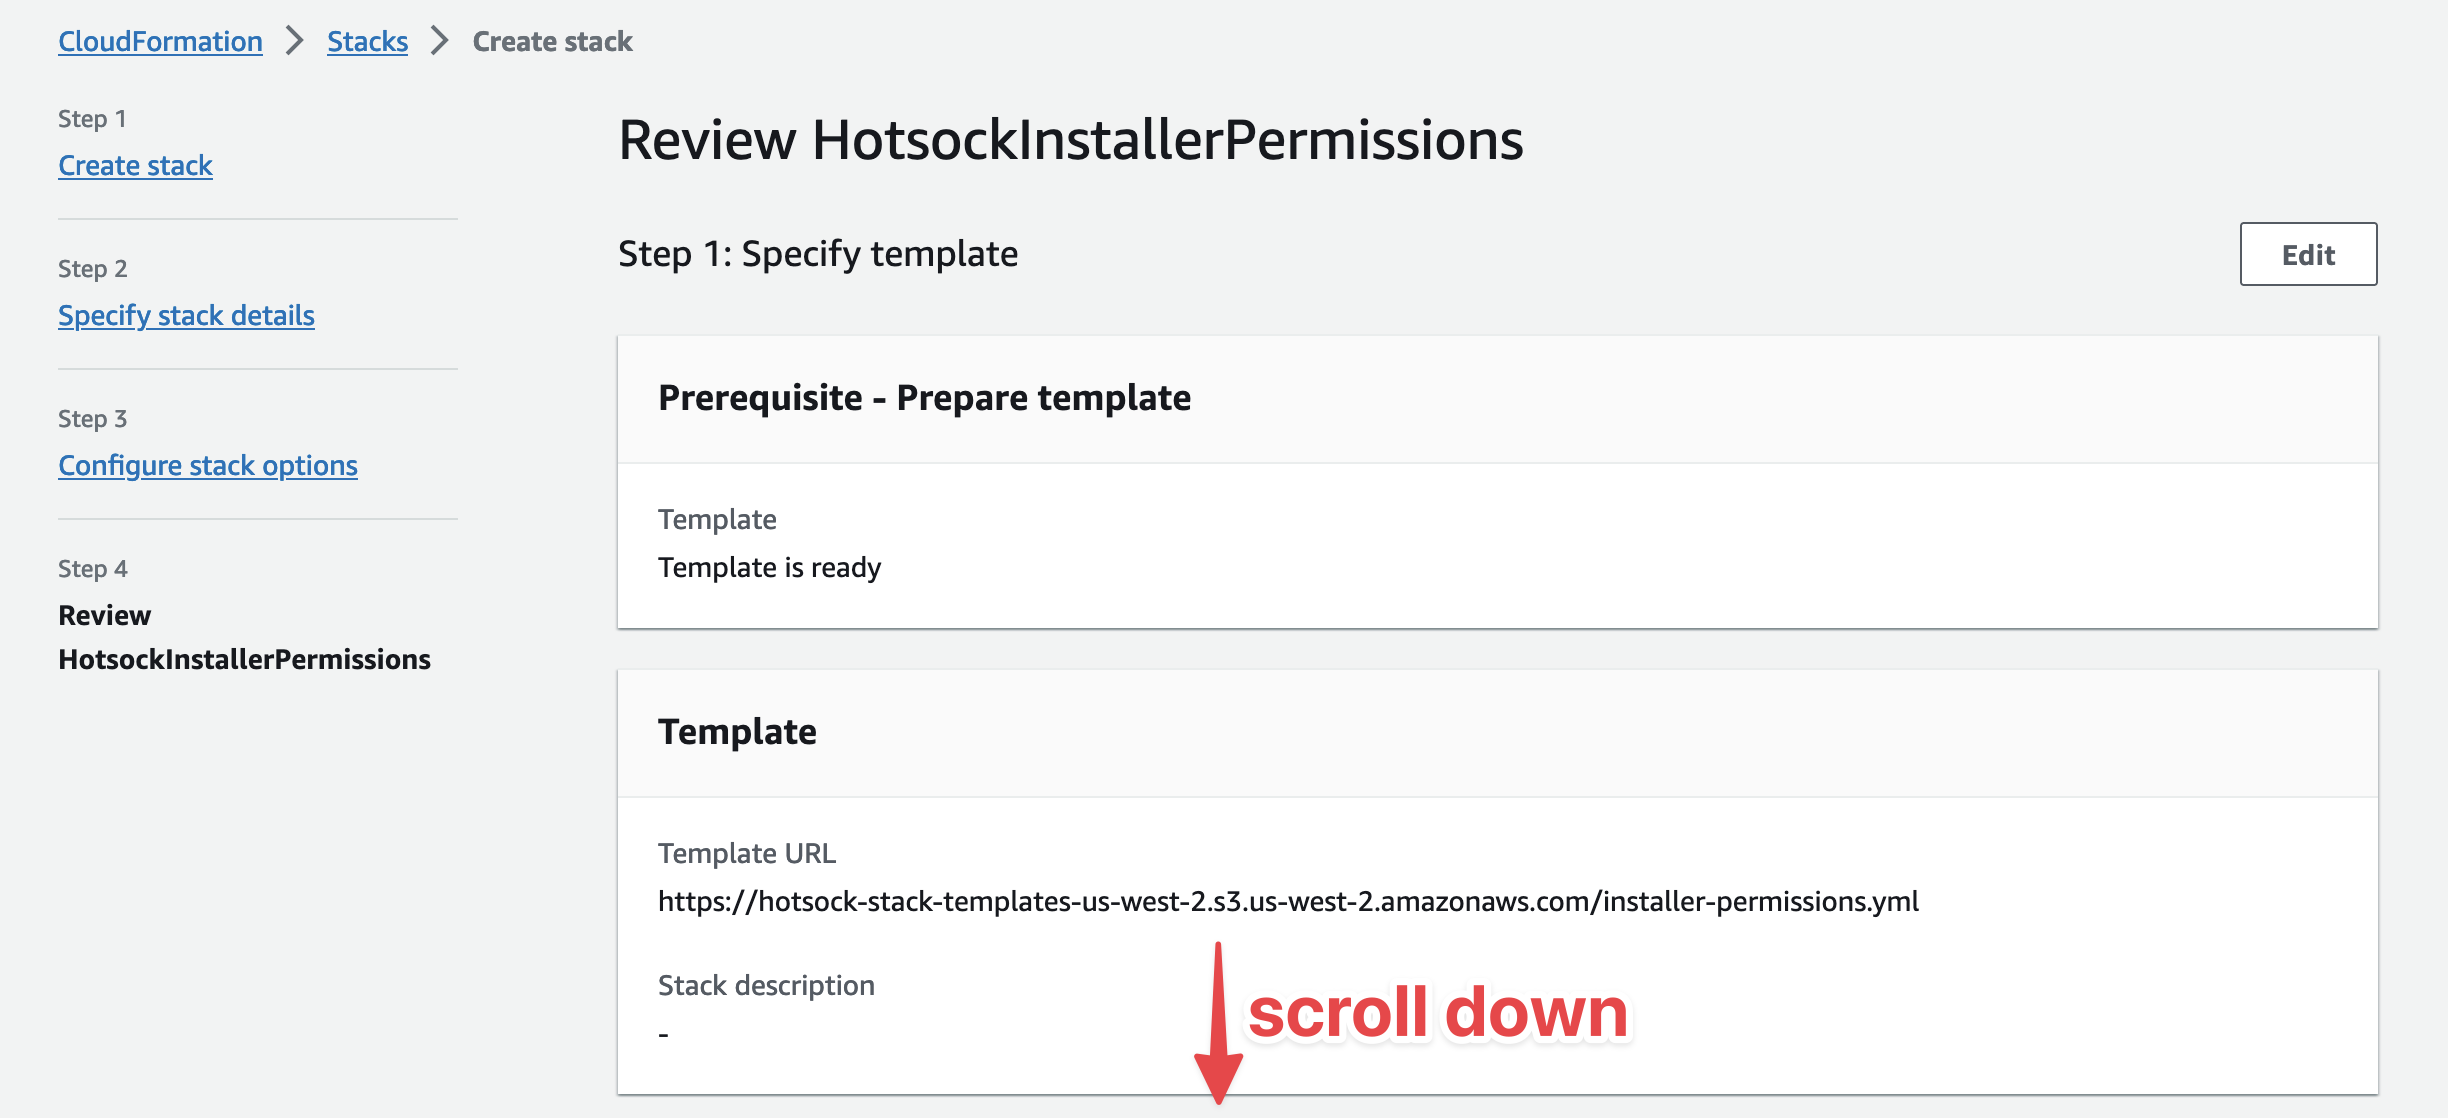 CloudFormation > Stacks > Create stack
Step 1
Create stack
Step 2
Specify stack details
Step 3
Configure stack options
Step 4
Review
HotsockInstallerPermissions
Review HotsockInstallerPermissions
Step 1: Specify template
Edit
Prerequisite - Prepare template
Template
Template is ready
Template
Template URL
https://hotsock-stack-templates-us-west-2.s3.us-west-2.amazonaws.com/installer-permissions.yml
Stack description
-
scroll down